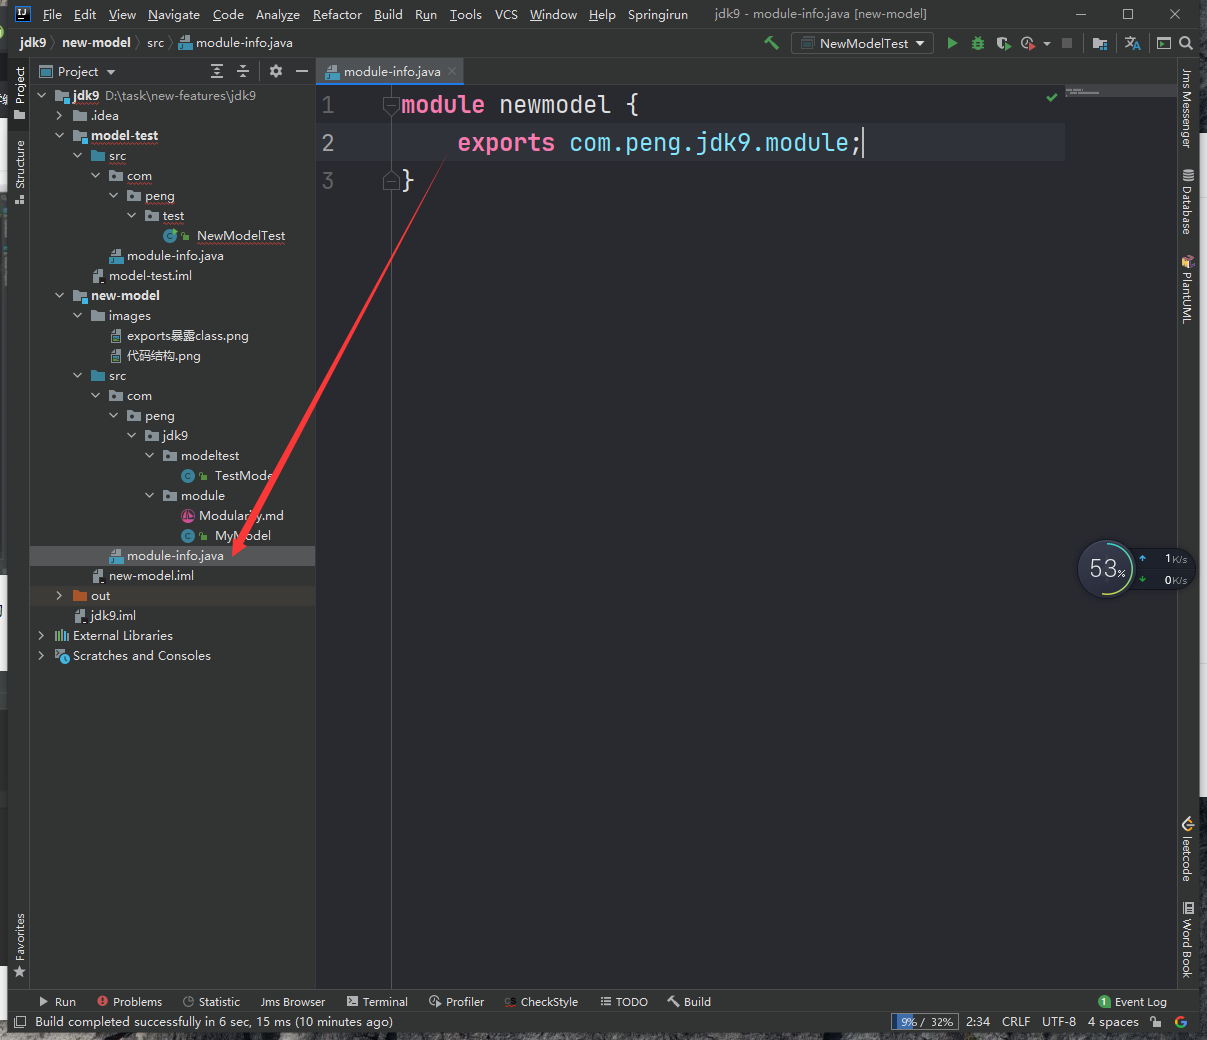 File Edit View Navigate Code Analyze Refactor Build Run Tools VCS Window Help Springirun jdk9 - module-info.java [new-model]
jdk9 new-model src module-info.java NewModelTest
Project
module-info.java
Project
Structure
Favorites
jdk9 D:\task\new-features\jdk9
.idea
model-test
src
com
peng
test
NewModelTest
module-info.java
model-test.iml
new-model
images
exports暴露class.png
代码结构.png
src
com
peng
jdk9
modeltest
TestMode
module
Modularity.md
MyModel
module-info.java
new-model.iml
out
jdk9.iml
External Libraries
Scratches and Consoles
1 module newmodel {
2 exports com.peng.jdk9.module;
3 }
Jms Messenger
Database
PlantUML
53% 1K/s
0K/s
leetcode
Word Book
Run Problems Statistic Jms Browser Terminal Profiler CheckStyle TODO Build 1 Event Log
Build completed successfully in 6 sec, 15 ms (10 minutes ago) 9% / 32% 2:34 CRLF UTF-8 4 spaces